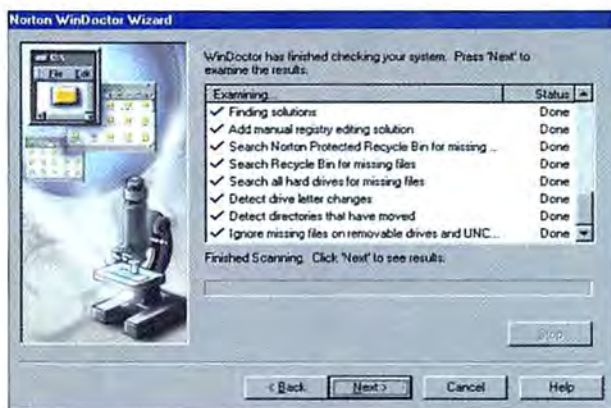 Norton WinDoctor Wizard
WinDoctor has finished checking your system. Press 'Next' to
examine the results.
Examining... Status
Finding solutions Done
Add manual registry editing solution Done
Search Norton Protected Recycle Bin for missing ... Done
Search Recycle Bin for missing files Done
Search all hard drives for missing files Done
Detect drive letter changes Done
Detect directories that have moved Done
Ignore missing files on removable drives and UNC... Done
Finished Scanning. Click 'Next' to see results.
Stop
< Back Next > Cancel Help
File Edi